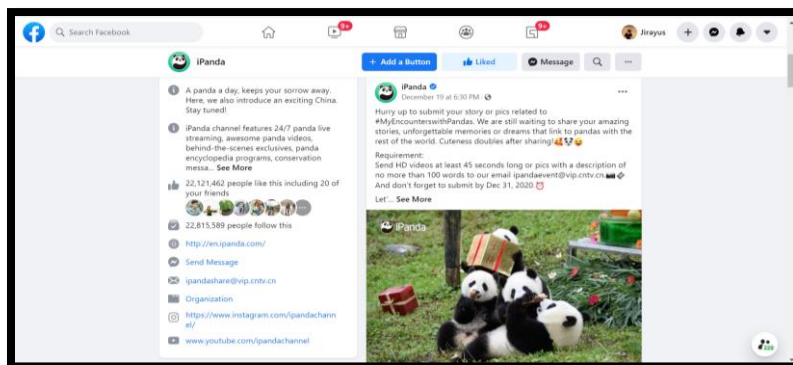 Search Facebook
9+
9+
Jirayus
iPanda
+ Add a Button
Liked
Message
A panda a day, keeps your sorrow away.
Here, we also introduce an exciting China.
Stay tuned!
iPanda channel features 24/7 panda live
streaming, awesome panda videos,
behind-the-scenes exclusives, panda
encyclopedia programs, conservation
messa... See More
22,121,462 people like this including 20 of
your friends
22,815,589 people follow this
http://en.ipanda.com/
Send Message
ipandashare@vip.cntv.cn
Organization
https://www.instagram.com/ipandachann
el/
www.youtube.com/ipandachannel
iPanda
December 19 at 6:30 PM ·
Hurry up to submit your story or pics related to
#MyEncounterswithPandas. We are still waiting to share your amazing
stories, unforgettable memories or dreams that link to pandas with the
rest of the world. Cuteness doubles after sharing!🥰🐼😉
Requirement:
Send HD videos at least 45 seconds long or pics with a description of
no more than 100 words to our email ipandaevent@vip.cntv.cn.
And don't forget to submit by Dec 31, 2020.⏰
Let'... See More
iPanda